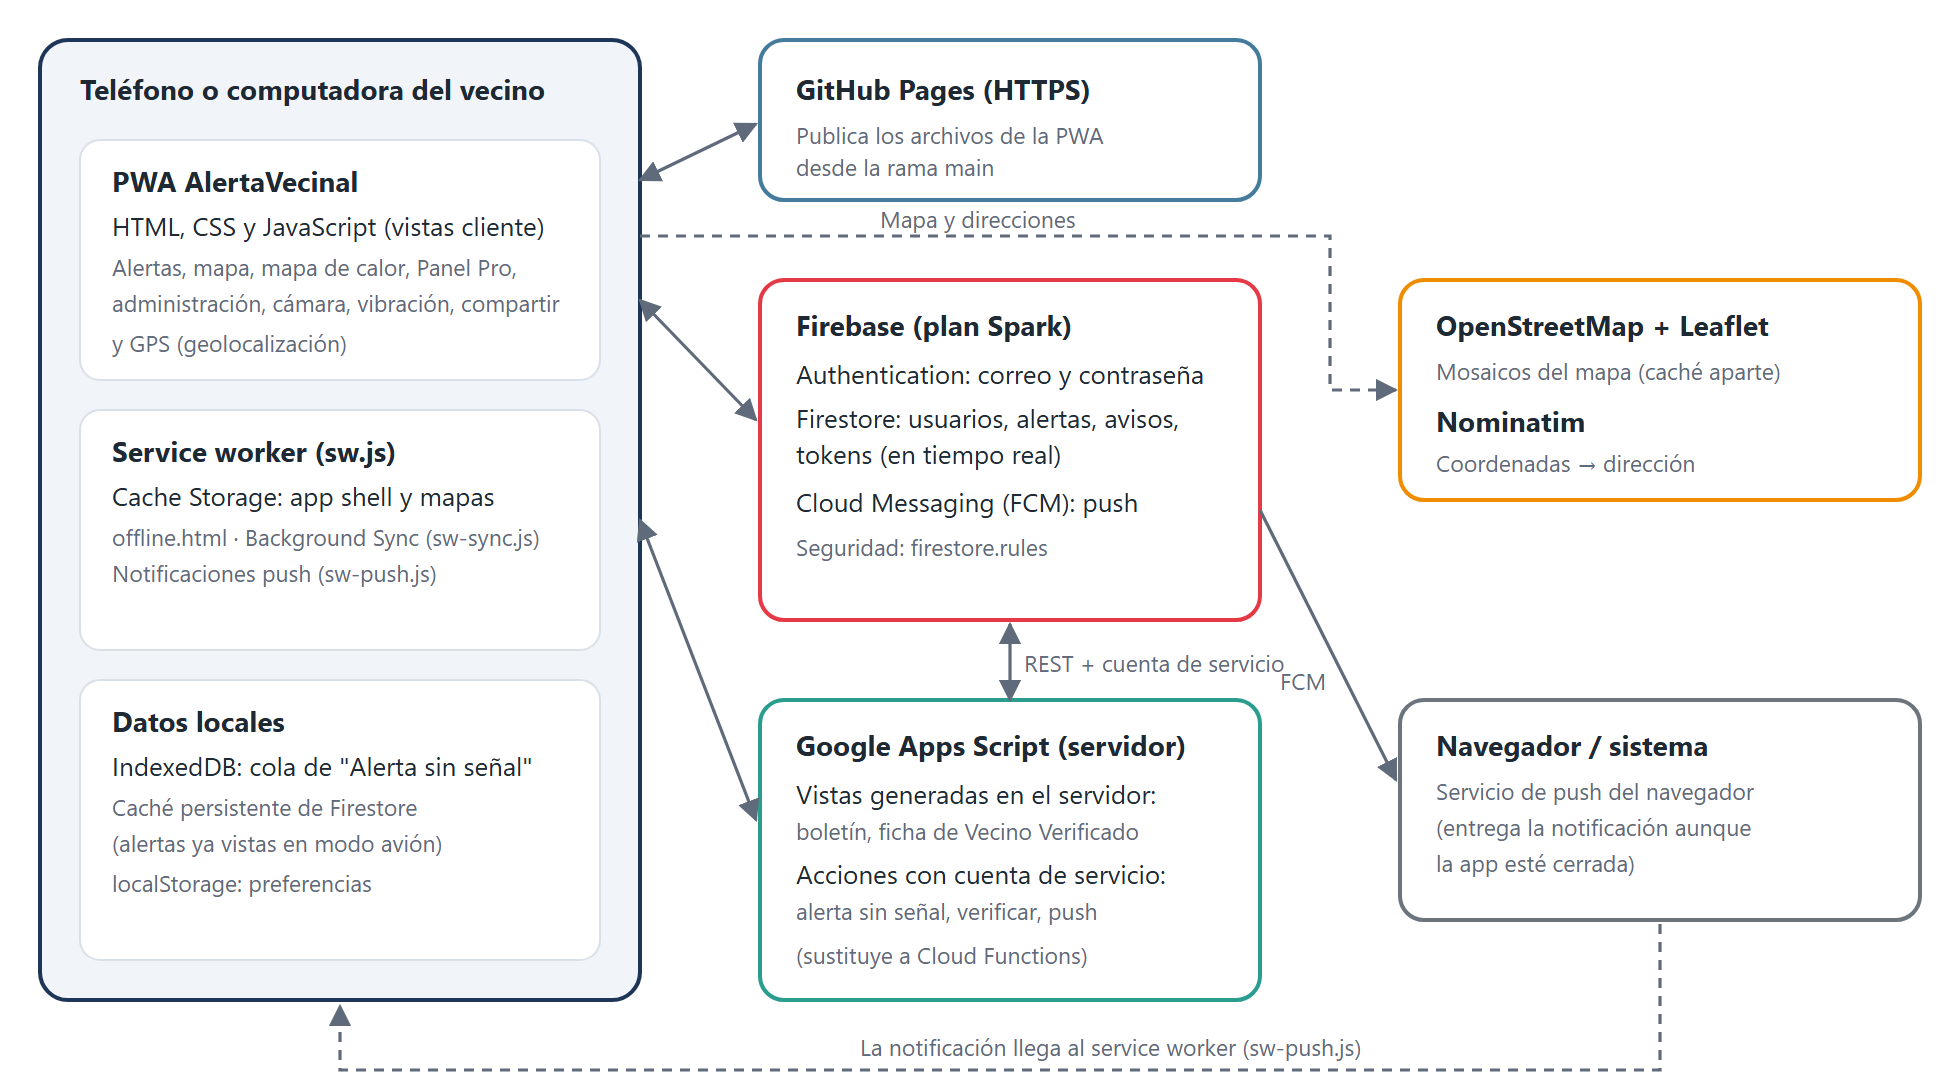 Teléfono o computadora del vecino
PWA AlertaVecinal
HTML, CSS y JavaScript (vistas cliente)
Alertas, mapa, mapa de calor, Panel Pro,
administración, cámara, vibración, compartir
y GPS (geolocalización)
Service worker (sw.js)
Cache Storage: app shell y mapas
offline.html · Background Sync (sw-sync.js)
Notificaciones push (sw-push.js)
Datos locales
IndexedDB: cola de "Alerta sin señal"
Caché persistente de Firestore
(alertas ya vistas en modo avión)
localStorage: preferencias
GitHub Pages (HTTPS)
Publica los archivos de la PWA
desde la rama main
Mapa y direcciones
Firebase (plan Spark)
Authentication: correo y contraseña
Firestore: usuarios, alertas, avisos,
tokens (en tiempo real)
Cloud Messaging (FCM): push
Seguridad: firestore.rules
REST + cuenta de servicio
FCM
Google Apps Script (servidor)
Vistas generadas en el servidor:
boletín, ficha de Vecino Verificado
Acciones con cuenta de servicio:
alerta sin señal, verificar, push
(sustituye a Cloud Functions)
OpenStreetMap + Leaflet
Mosaicos del mapa (caché aparte)
Nominatim
Coordenadas → dirección
Navegador / sistema
Servicio de push del navegador
(entrega la notificación aunque
la app esté cerrada)
La notificación llega al service worker (sw-push.js)